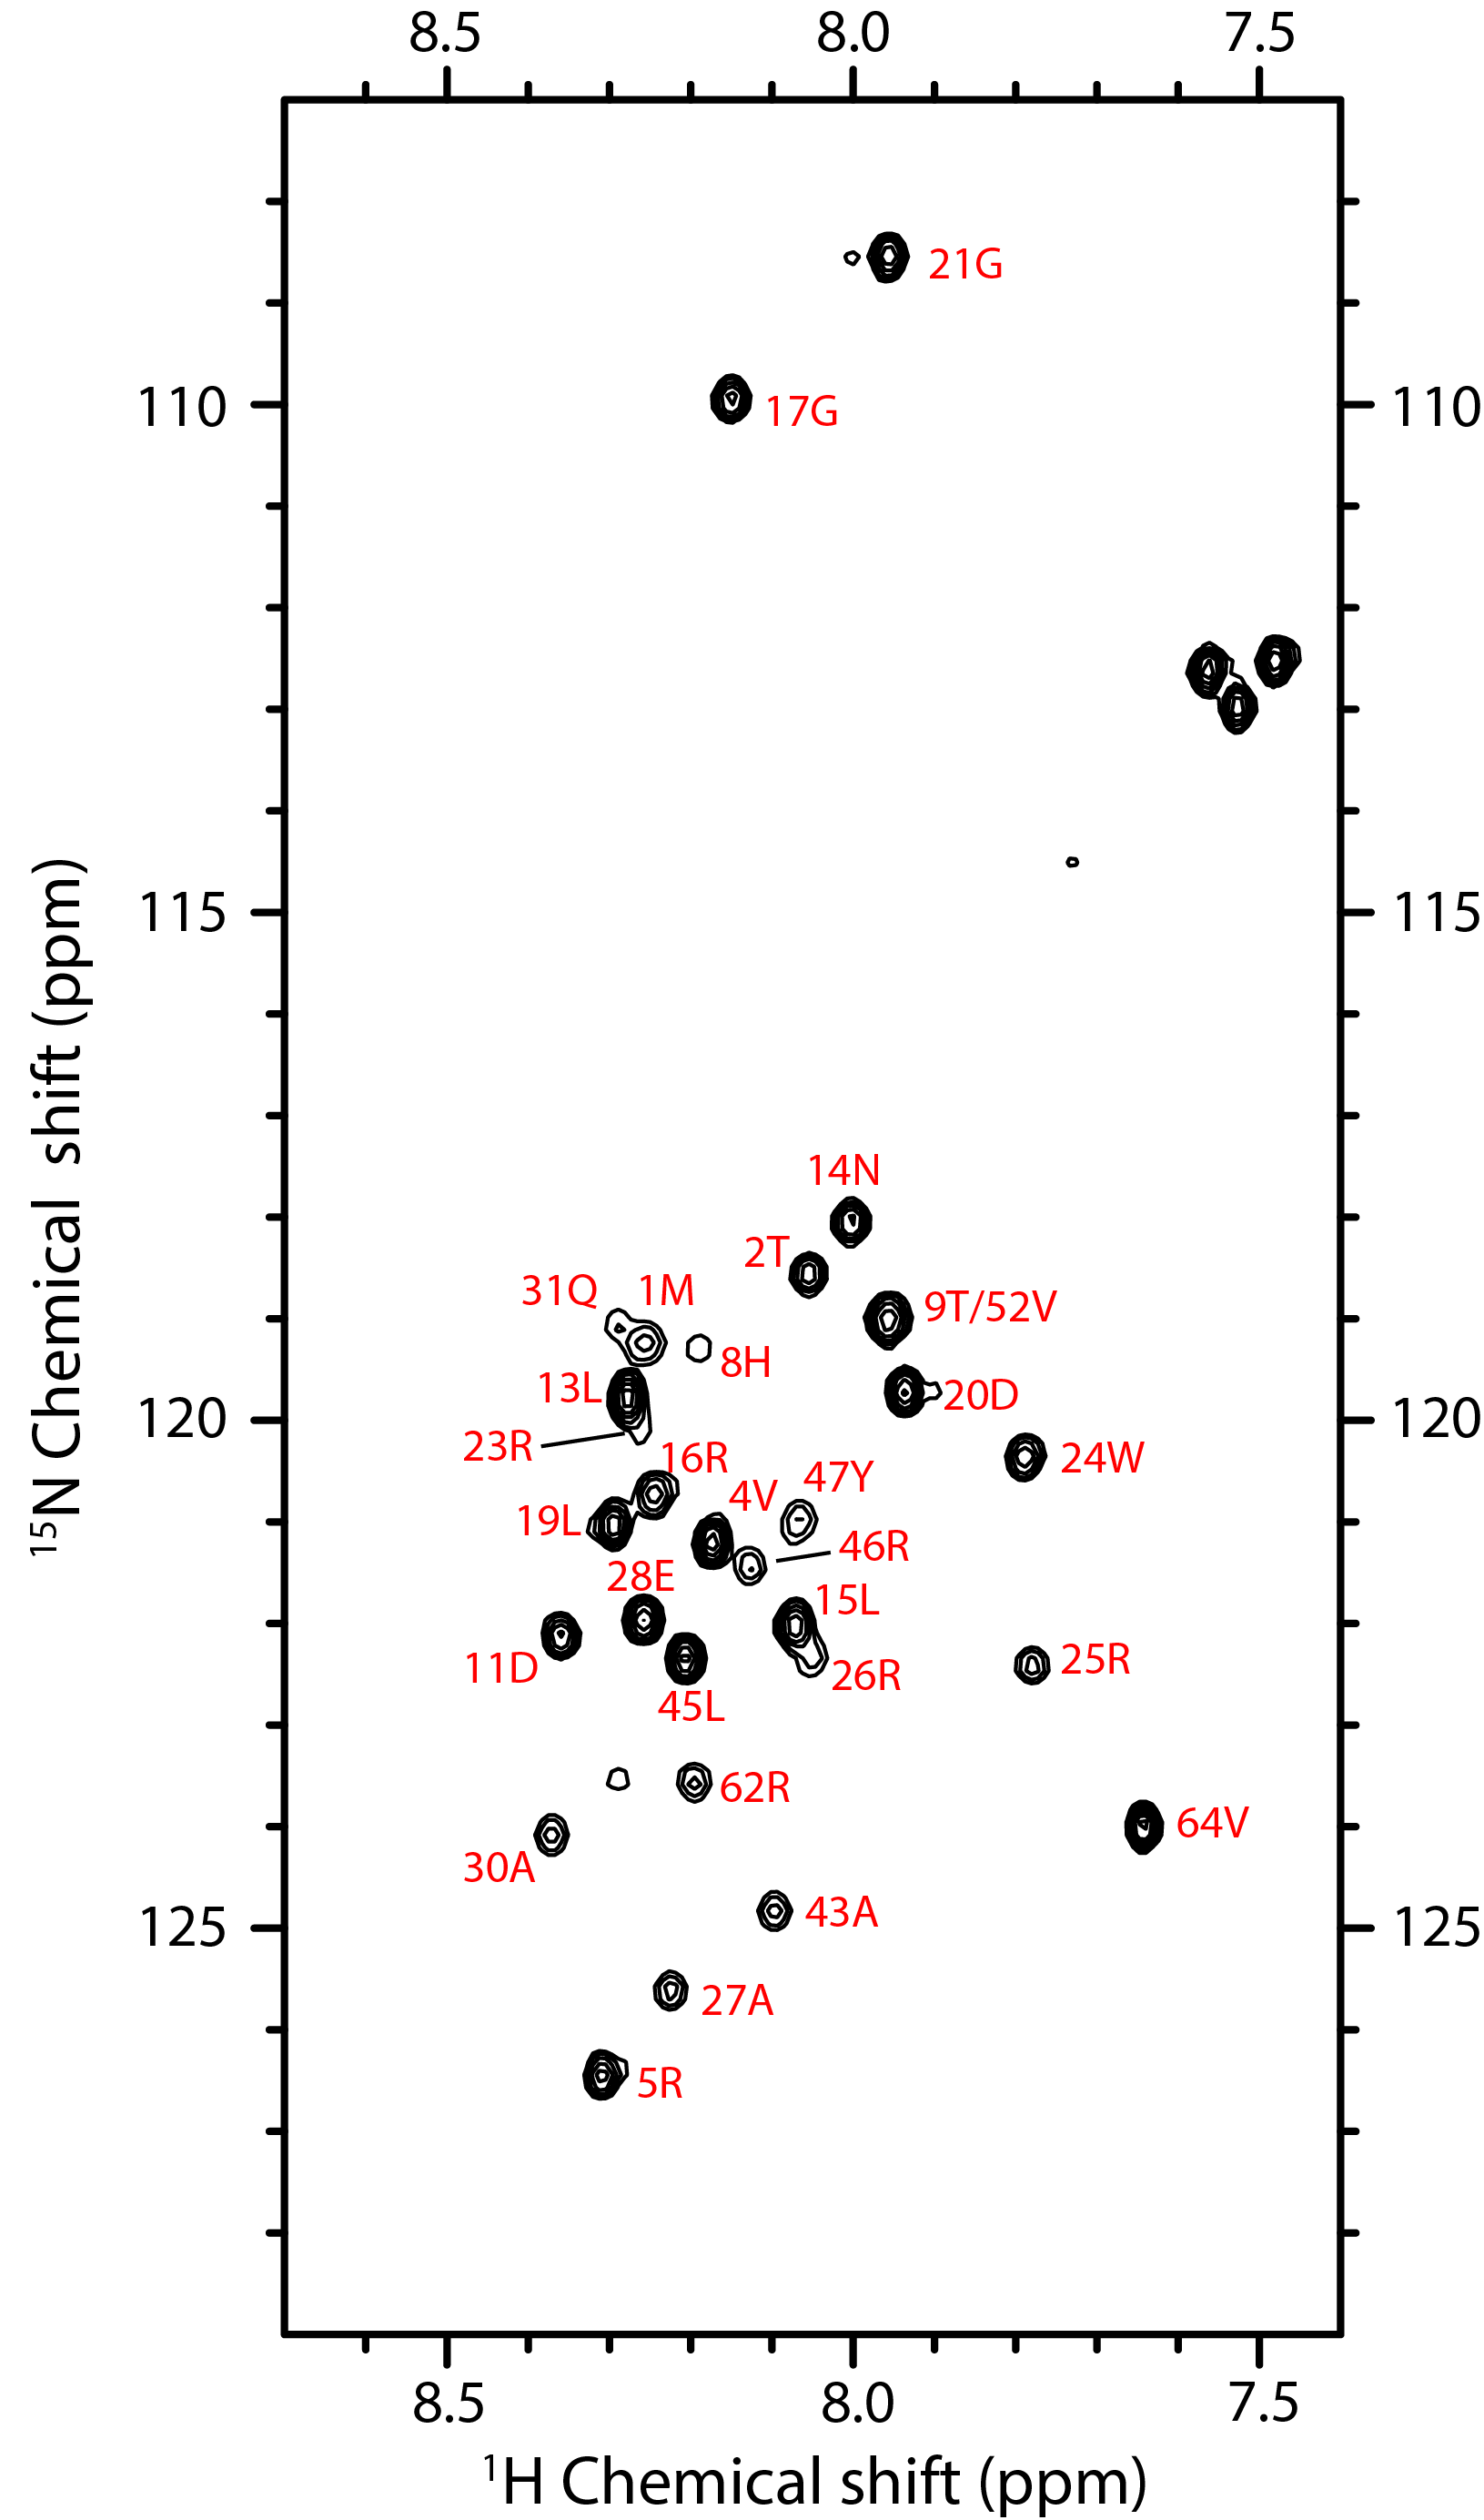 8.5 8.0 7.5
21G
110 110
17G
115 115
14N
2T
31Q 1M 9T/52V
8H
13L 20D
120 120
23R 16R 24W
47Y
4V
19L 46R
28E
15L
11D 26R 25R
45L
62R
64V
30A
125 43A 125
27A
5R
8.5 8.0 7.5
¹H Chemical shift (ppm)
¹⁵N Chemical shift (ppm)